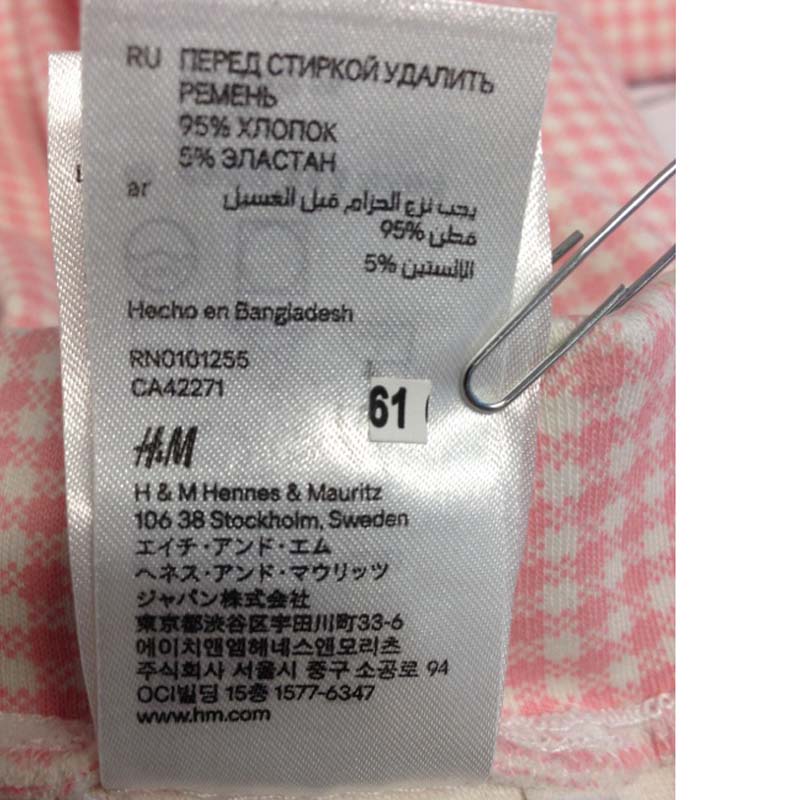 RU ПЕРЕД СТИРКОЙ УДАЛИТЬ
РЕМЕНЬ
95% ХЛОПОК
5% ЭЛАСТАН
ar يجب نزع الحزام قبل الغسيل
قطن %95
الإلستين %5
Hecho en Bangladesh
RN0101255
CA42271
61
H&M
H & M Hennes & Mauritz
106 38 Stockholm, Sweden
エイチ・アンド・エム
ヘネス・アンド・マウリッツ
ジャパン株式会社
東京都渋谷区宇田川町33-6
에이치앤엠헤네스앤모리츠
주식회사 서울시 중구 소공로 94
OCI빌딩 15층 1577-6347
www.hm.com